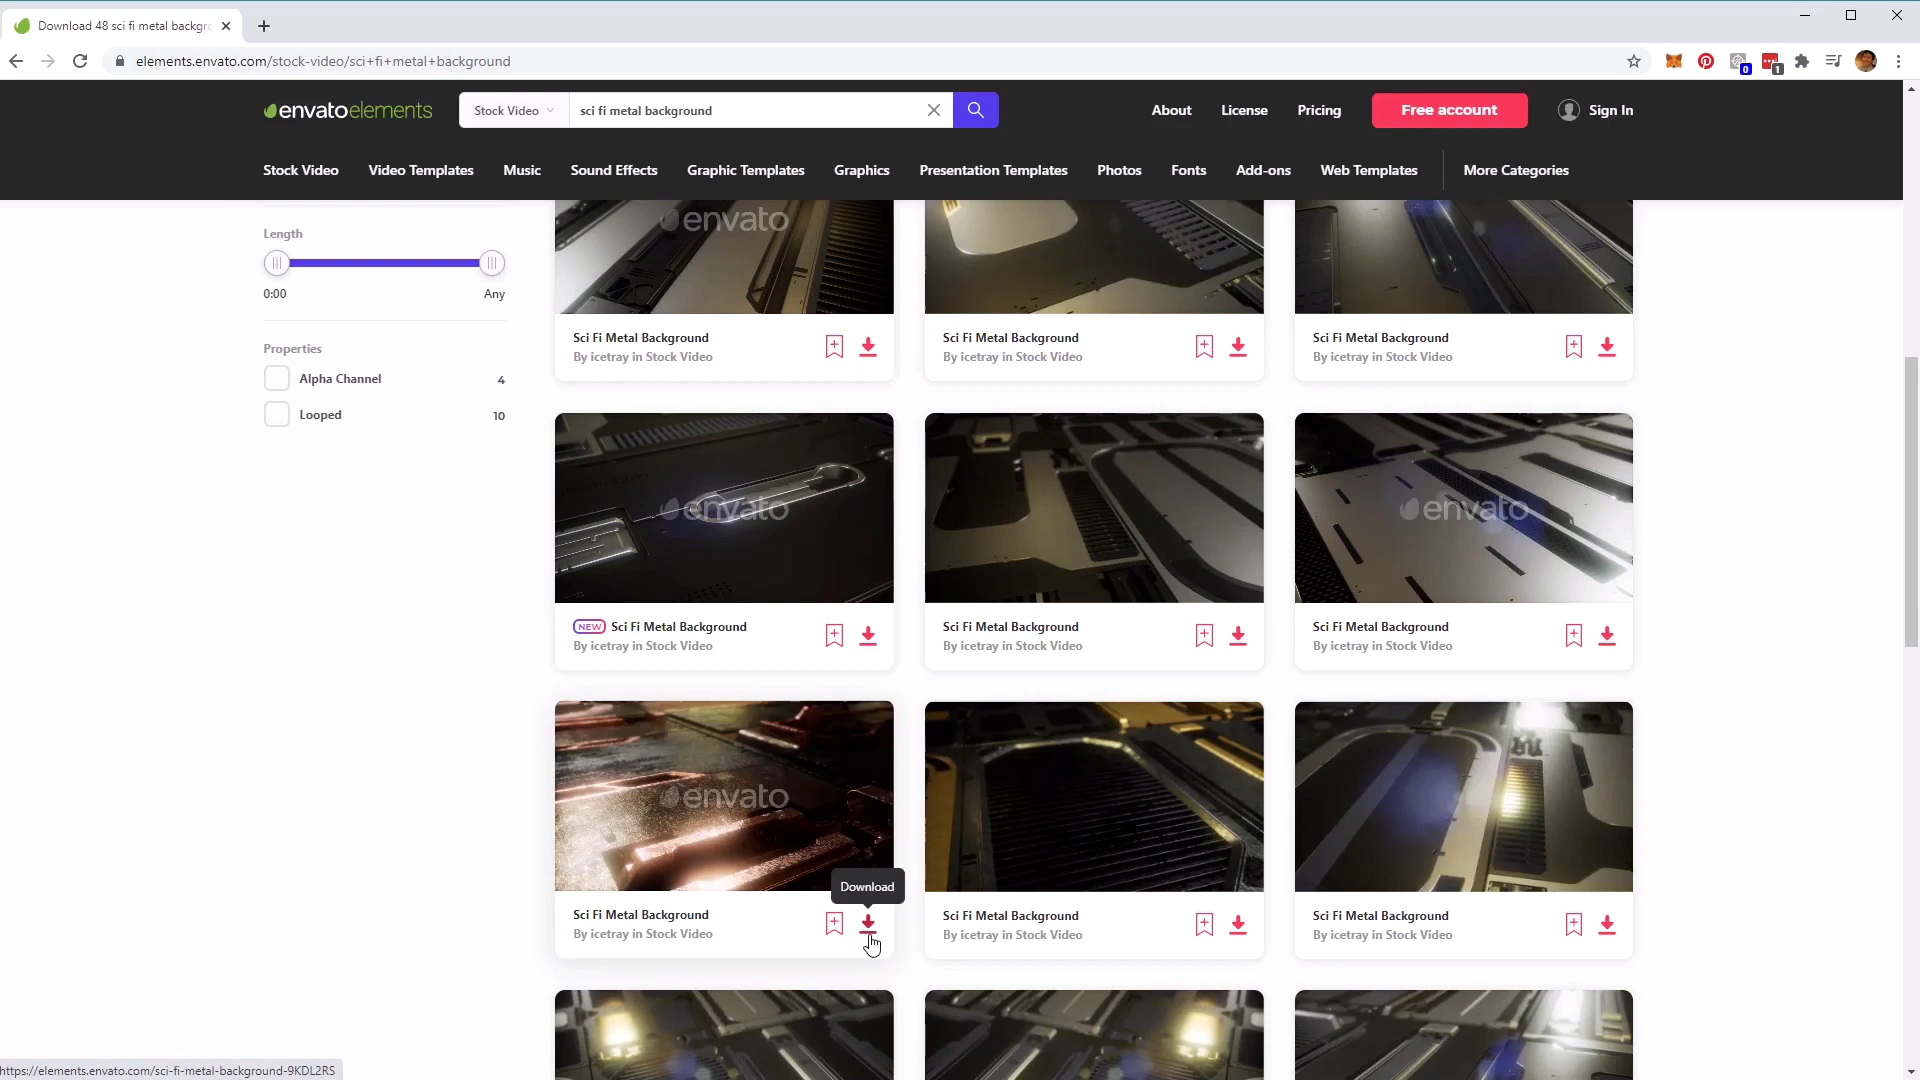 Download 48 sci fi metal backgro
elements.envato.com/stock-video/sci+fi+metal+background
0
1
envatoelements
Stock Video
sci fi metal background
About
License
Pricing
Free account
Sign In
Stock Video
Video Templates
Music
Sound Effects
Graphic Templates
Graphics
Presentation Templates
Photos
Fonts
Add-ons
Web Templates
More Categories
Length
0:00
Any
Properties
Alpha Channel
4
Looped
10
envato
Sci Fi Metal Background
By icetray in Stock Video
Sci Fi Metal Background
By icetray in Stock Video
Sci Fi Metal Background
By icetray in Stock Video
envato
envato
NEW Sci Fi Metal Background
By icetray in Stock Video
Sci Fi Metal Background
By icetray in Stock Video
Sci Fi Metal Background
By icetray in Stock Video
envato
Download
Sci Fi Metal Background
By icetray in Stock Video
Sci Fi Metal Background
By icetray in Stock Video
Sci Fi Metal Background
By icetray in Stock Video
https://elements.envato.com/sci-fi-metal-background-9KDL2RS